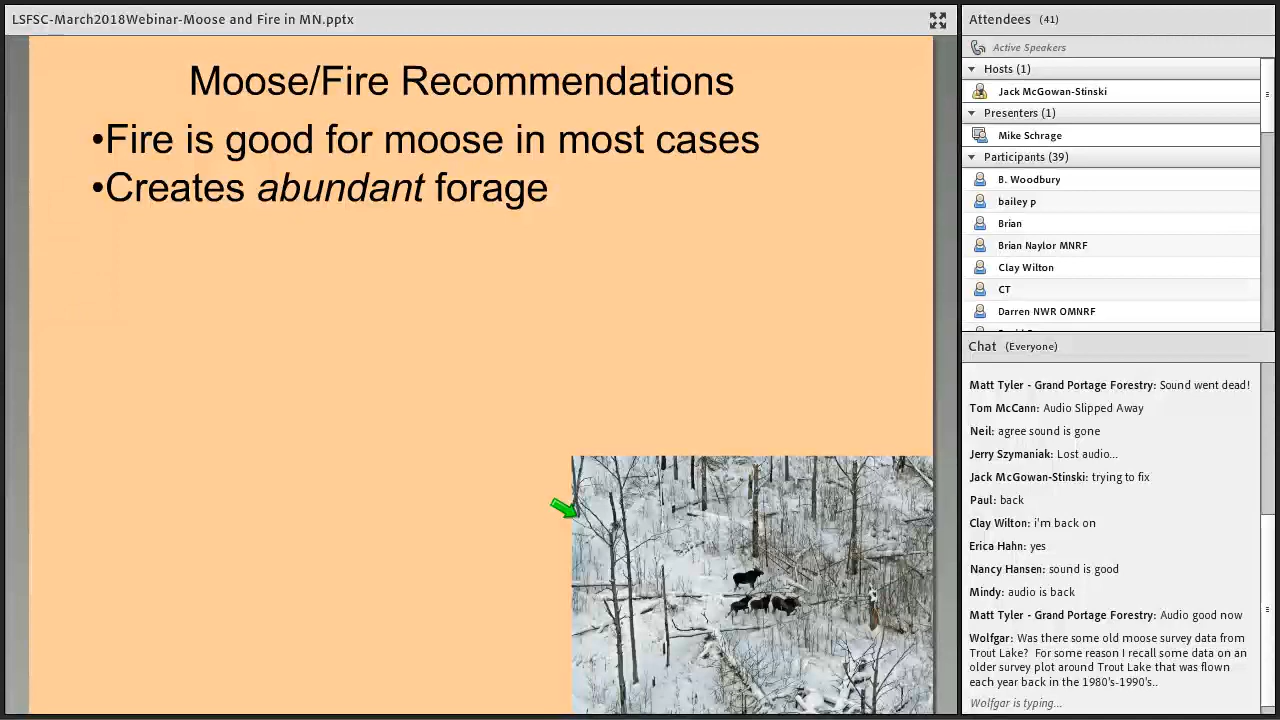 LSFSC-March2018Webinar-Moose and Fire in MN.pptx
Moose/Fire Recommendations
•Fire is good for moose in most cases
•Creates abundant forage
Attendees (41)
Active Speakers
Hosts (1)
Jack McGowan-Stinski
Presenters (1)
Mike Schrage
Participants (39)
B. Woodbury
bailey p
Brian
Brian Naylor MNRF
Clay Wilton
CT
Darren NWR OMNRF
Chat (Everyone)
Matt Tyler - Grand Portage Forestry: Sound went dead!
Tom McCann: Audio Slipped Away
Neil: agree sound is gone
Jerry Szymaniak: Lost audio...
Jack McGowan-Stinski: trying to fix
Paul: back
Clay Wilton: i'm back on
Erica Hahn: yes
Nancy Hansen: sound is good
Mindy: audio is back
Matt Tyler - Grand Portage Forestry: Audio good now
Wolfgar: Was there some old moose survey data from
Trout Lake? For some reason I recall some data on an
older survey plot around Trout Lake that was flown
each year back in the 1980's-1990's..
Wolfgar is typing...